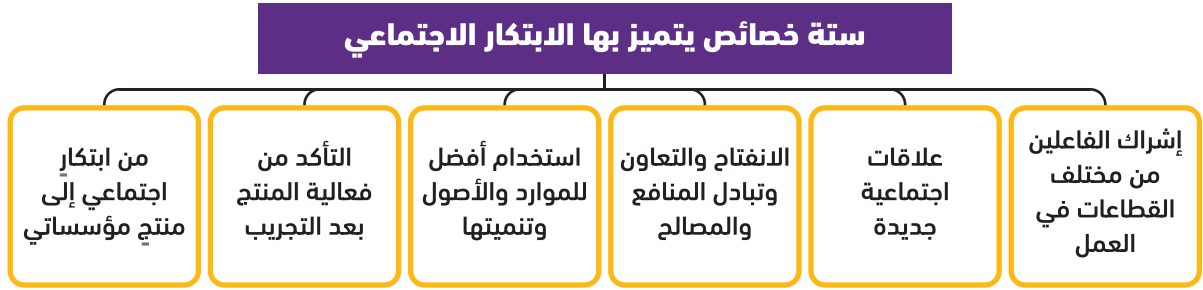 ستة خصائص يتميز بها الابتكار الاجتماعي
إشراك الفاعلين
من مختلف
القطاعات في
العمل
علاقات
اجتماعية
جديدة
الانفتاح والتعاون
وتبادل المنافع
والمصالح
استخدام أفضل
للموارد والأصول
وتنميتها
التأكد من
فعالية المنتج
بعد التجريب
من ابتكارِ
اجتماعي إلى
منتجِ مؤسساتي